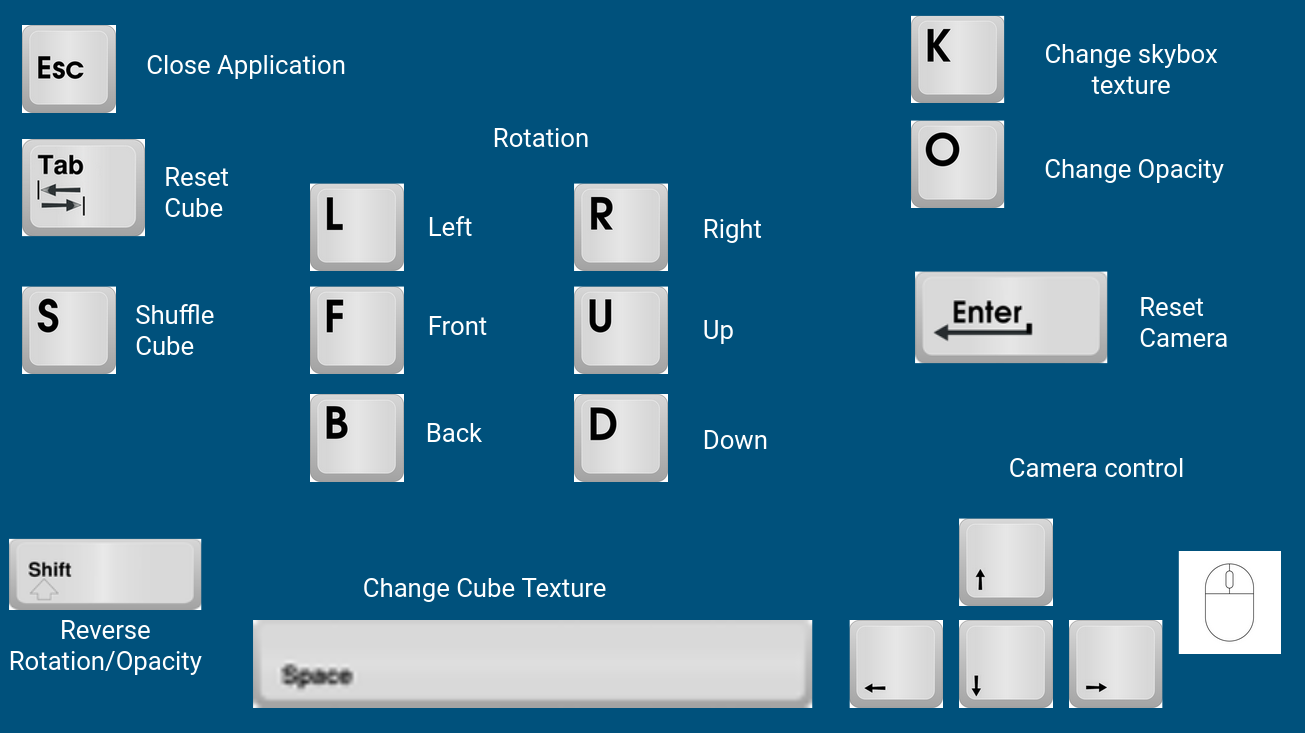 Esc
Close Application
K
Change skybox
texture
Tab
Reset
Cube
Rotation
O
Change Opacity
L
Left
R
Right
S
Shuffle
Cube
F
Front
U
Up
Enter
Reset
Camera
B
Back
D
Down
Camera control
Shift
Reverse
Rotation/Opacity
Change Cube Texture
Space